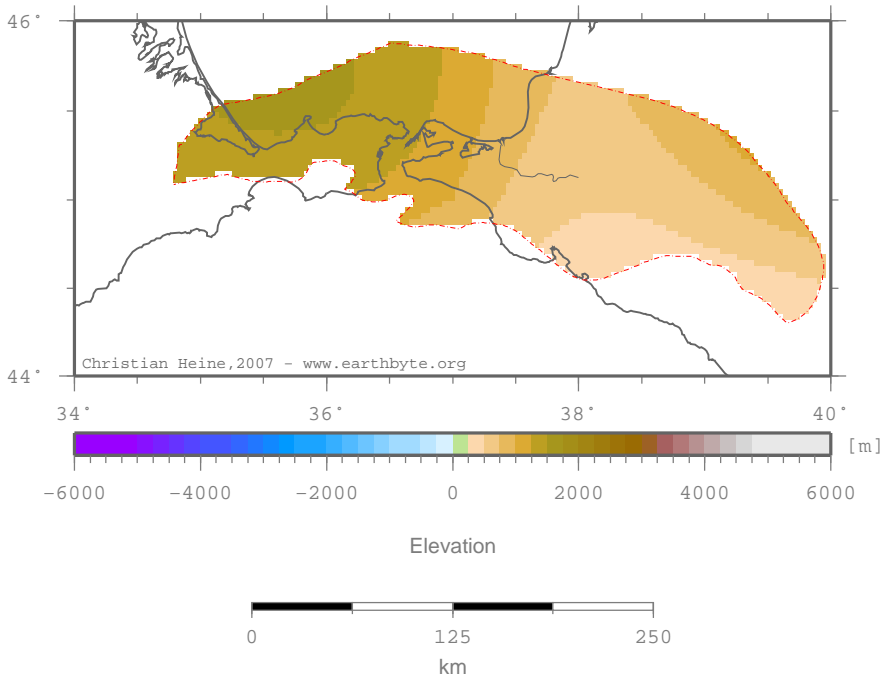 46°
44°
Christian Heine,2007 - www.earthbyte.org
34° 36° 38° 40°
[m]
-6000 -4000 -2000 0 2000 4000 6000
Elevation
0 125 250
km